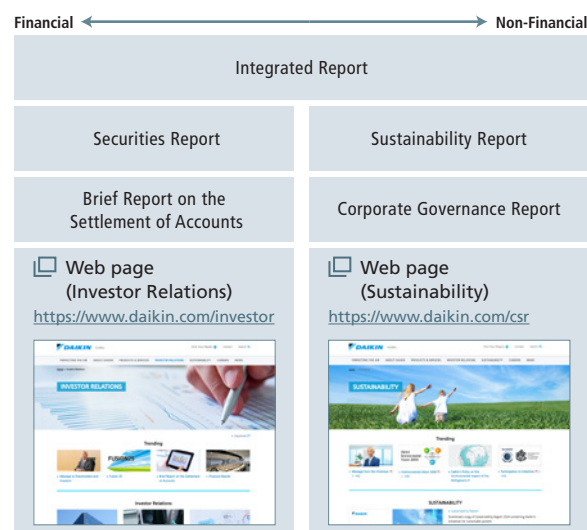 Financial
Non-Financial
Integrated Report
Securities Report
Sustainability Report
Brief Report on the
Settlement of Accounts
Corporate Governance Report
Web page
(Investor Relations)
https://www.daikin.com/investor
Web page
(Sustainability)
https://www.daikin.com/csr
DAIKIN
INVESTOR RELATIONS
Trending
FUSION
Investor Relations
DAIKIN
SUSTAINABILITY
Trending
SUSTAINABILITY